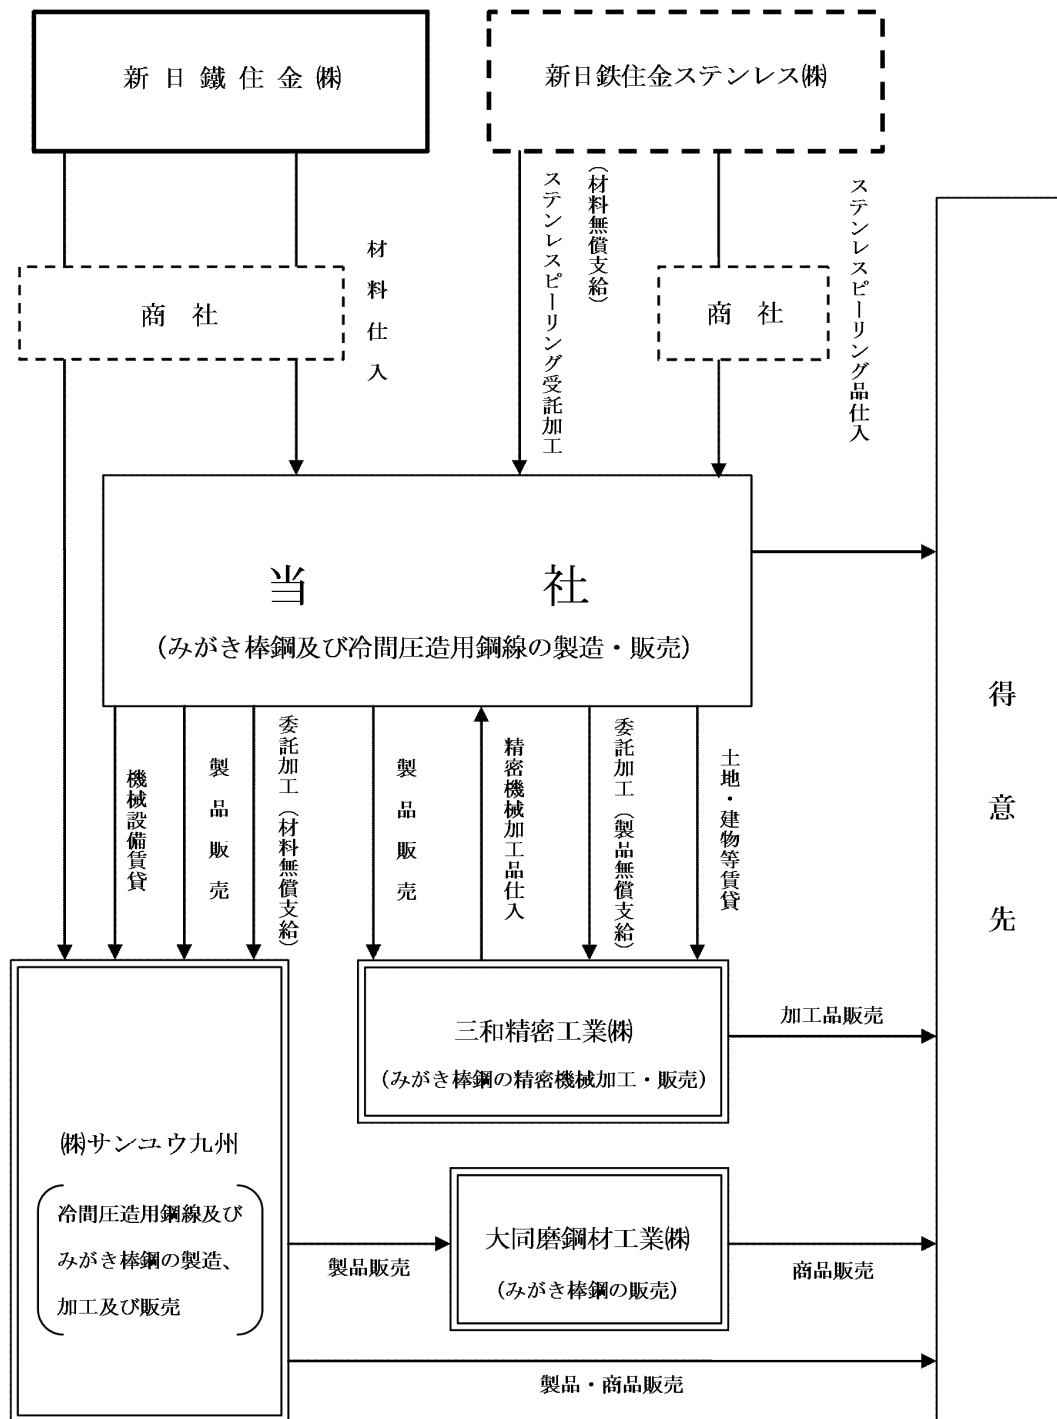 新日鐵住金㈱
新日鉄住金ステンレス㈱
材料仕入
ステンレスピーリング受託加工
（材料無償支給）
ステンレスピーリング品仕入
商社
商社
当社
（みがき棒鋼及び冷間圧造用鋼線の製造・販売）
得意先
機械設備賃貸
製品販売
委託加工（材料無償支給）
製品販売
精密機械加工品仕入
委託加工（製品無償支給）
土地・建物等賃貸
三和精密工業㈱
（みがき棒鋼の精密機械加工・販売）
加工品販売
㈱サンユウ九州
冷間圧造用鋼線及び
みがき棒鋼の製造、
加工及び販売
製品販売
大同磨鋼材工業㈱
（みがき棒鋼の販売）
商品販売
製品・商品販売